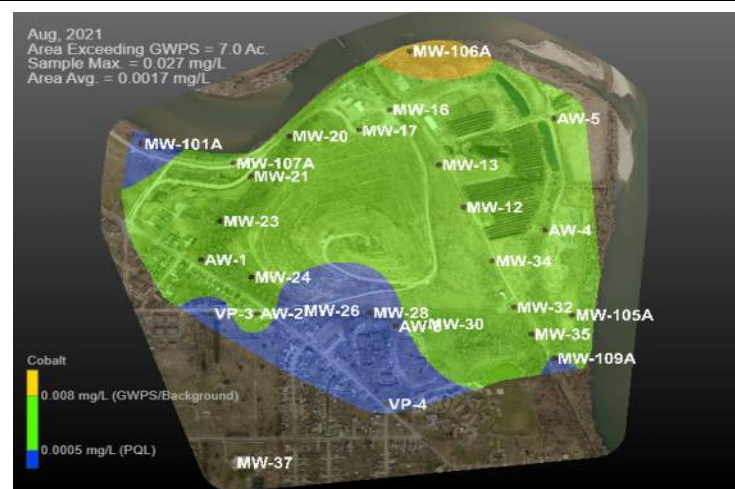 Aug, 2021
Area Exceeding GWPS = 7.0 Ac.
Sample Max. = 0.027 mg/L
Area Avg. = 0.0017 mg/L
MW-106A
MW-16
AW-5
MW-17
MW-20
MW-101A
MW-107A
MW-13
MW-21
MW-12
MW-23
AW-4
AW-1
MW-34
MW-24
MW-32
VP-3
AW-2
MW-26
MW-28
MW-105A
MW-30
MW-35
MW-109A
Cobalt
0.008 mg/L (GWPS/Background)
VP-4
0.0005 mg/L (PQL)
MW-37